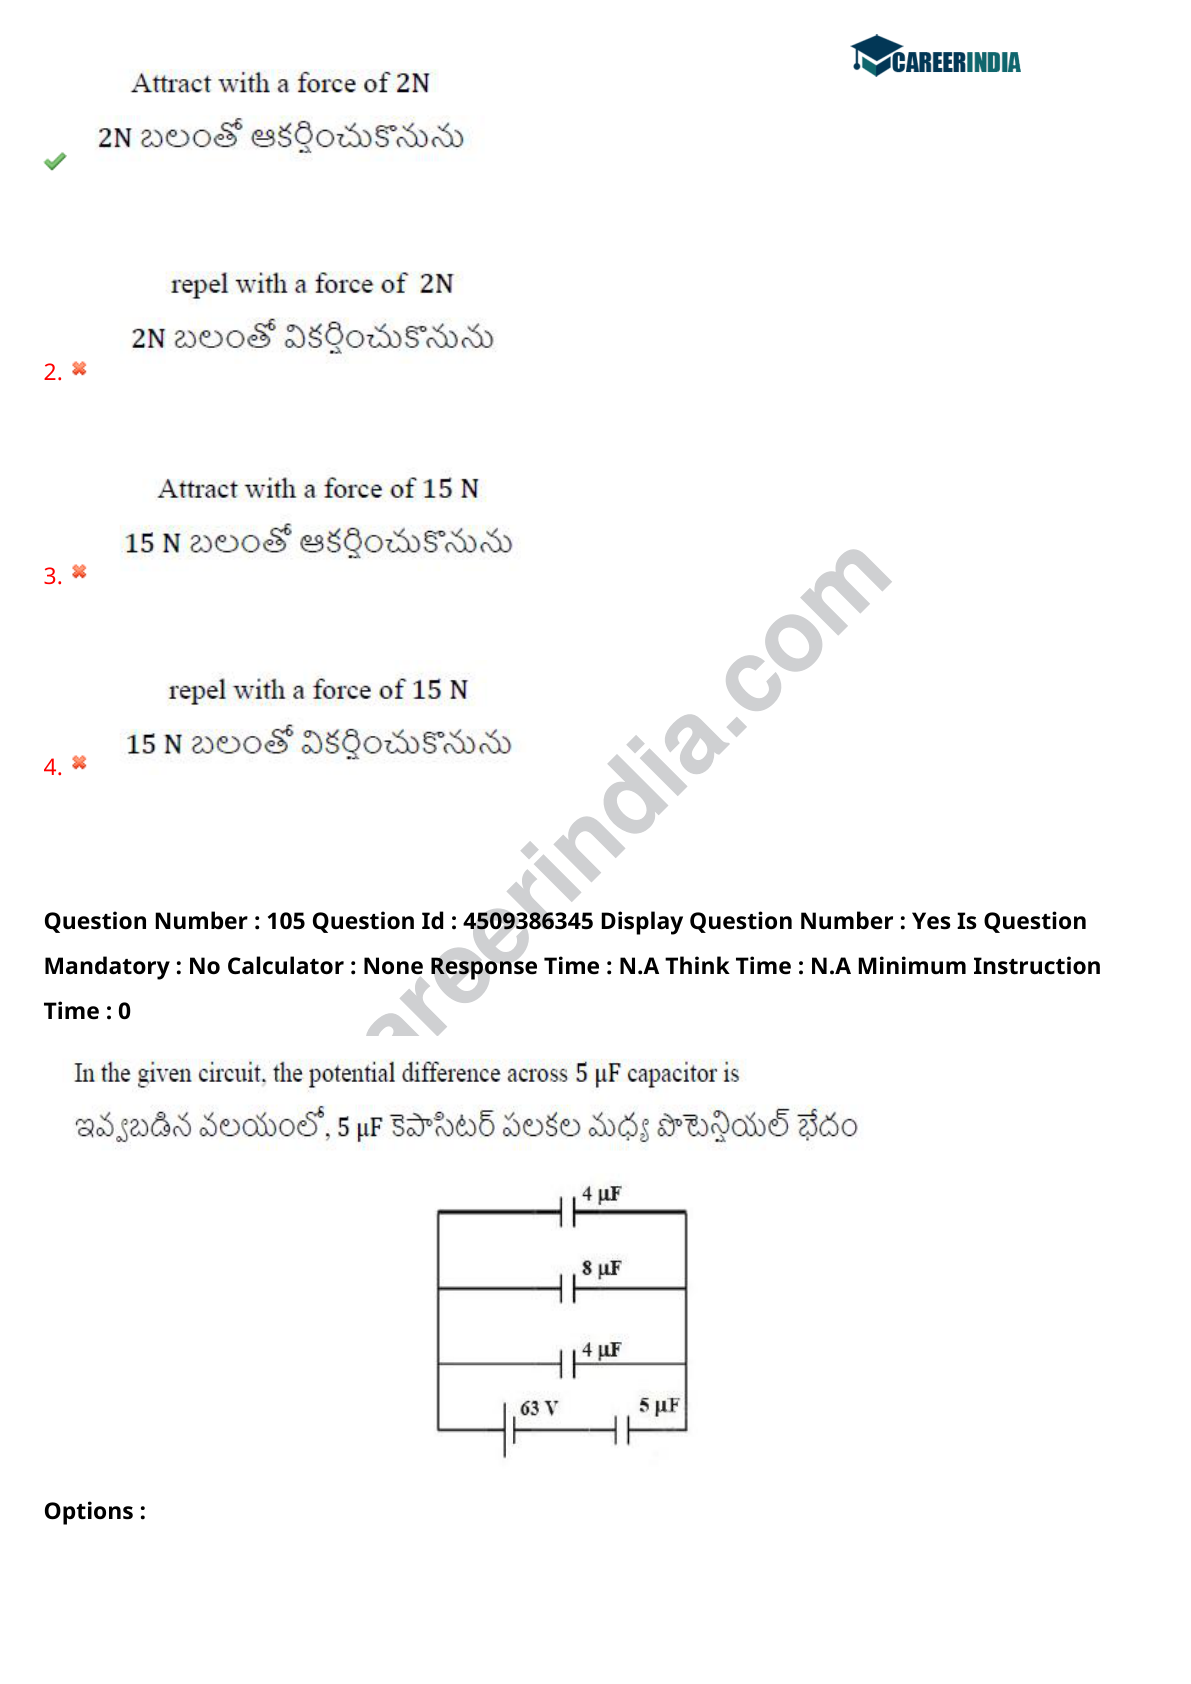 CAREERINDIA
Attract with a force of 2N
2N బలంతో ఆకర్షించుకొనును
repel with a force of 2N
2N బలంతో వికర్షించుకొనును
2.
Attract with a force of 15 N
15 N బలంతో ఆకర్షించుకొనును
3.
repel with a force of 15 N
15 N బలంతో వికర్షించుకొనును
4.
areerindia.com
Question Number : 105 Question Id : 4509386345 Display Question Number : Yes Is Question
Mandatory : No Calculator : None Response Time : N.A Think Time : N.A Minimum Instruction
Time : 0
In the given circuit, the potential difference across 5 μF capacitor is
ఇవ్వబడిన వలయంలో, 5 μF కెపాసిటర్ పలకల మధ్య పొటెన్షియల్ భేదం
4 μF
8 μF
4 μF
63 V 5 μF
Options :